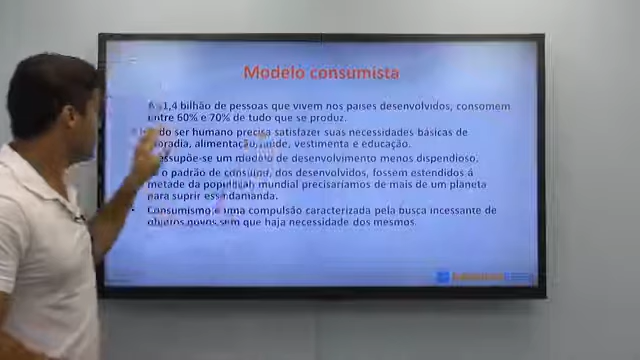 Modelo consumista
1,4 bilhão de pessoas que vivem nos países desenvolvidos, consomem
entre 60% e 70% de tudo que se produz.
do ser humano precisa satisfazer suas necessidades básicas de
moradia, alimentação, saúde, vestimenta e educação.
Pressupõe-se um modelo de desenvolvimento menos dispendioso.
o padrão de consumo, dos desenvolvidos, fossem estendidos á
metade da população mundial precisaríamos de mais de um planeta
para suprir essa damanda.
• Consumismo é uma compulsão caracterizada pela busca incessante de
objetos novos sem que haja necessidade dos mesmos.